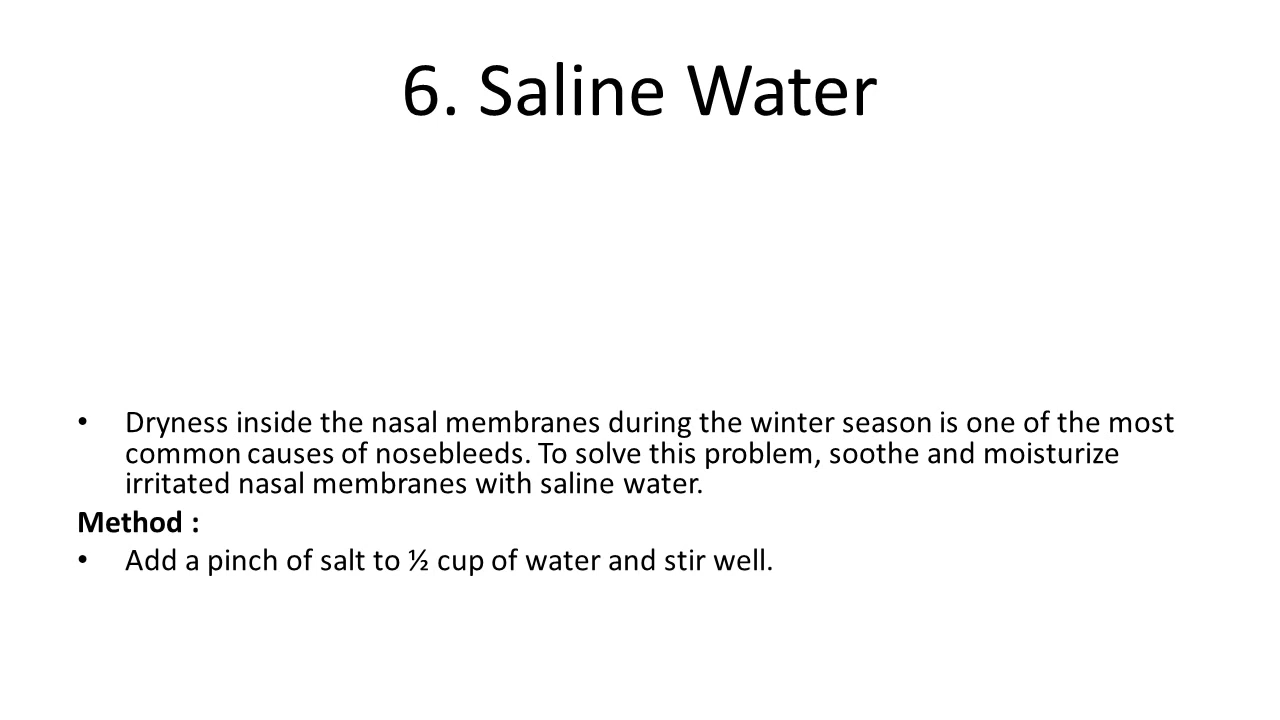 6. Saline Water
• Dryness inside the nasal membranes during the winter season is one of the most
common causes of nosebleeds. To solve this problem, soothe and moisturize
irritated nasal membranes with saline water.
Method :
• Add a pinch of salt to ½ cup of water and stir well.